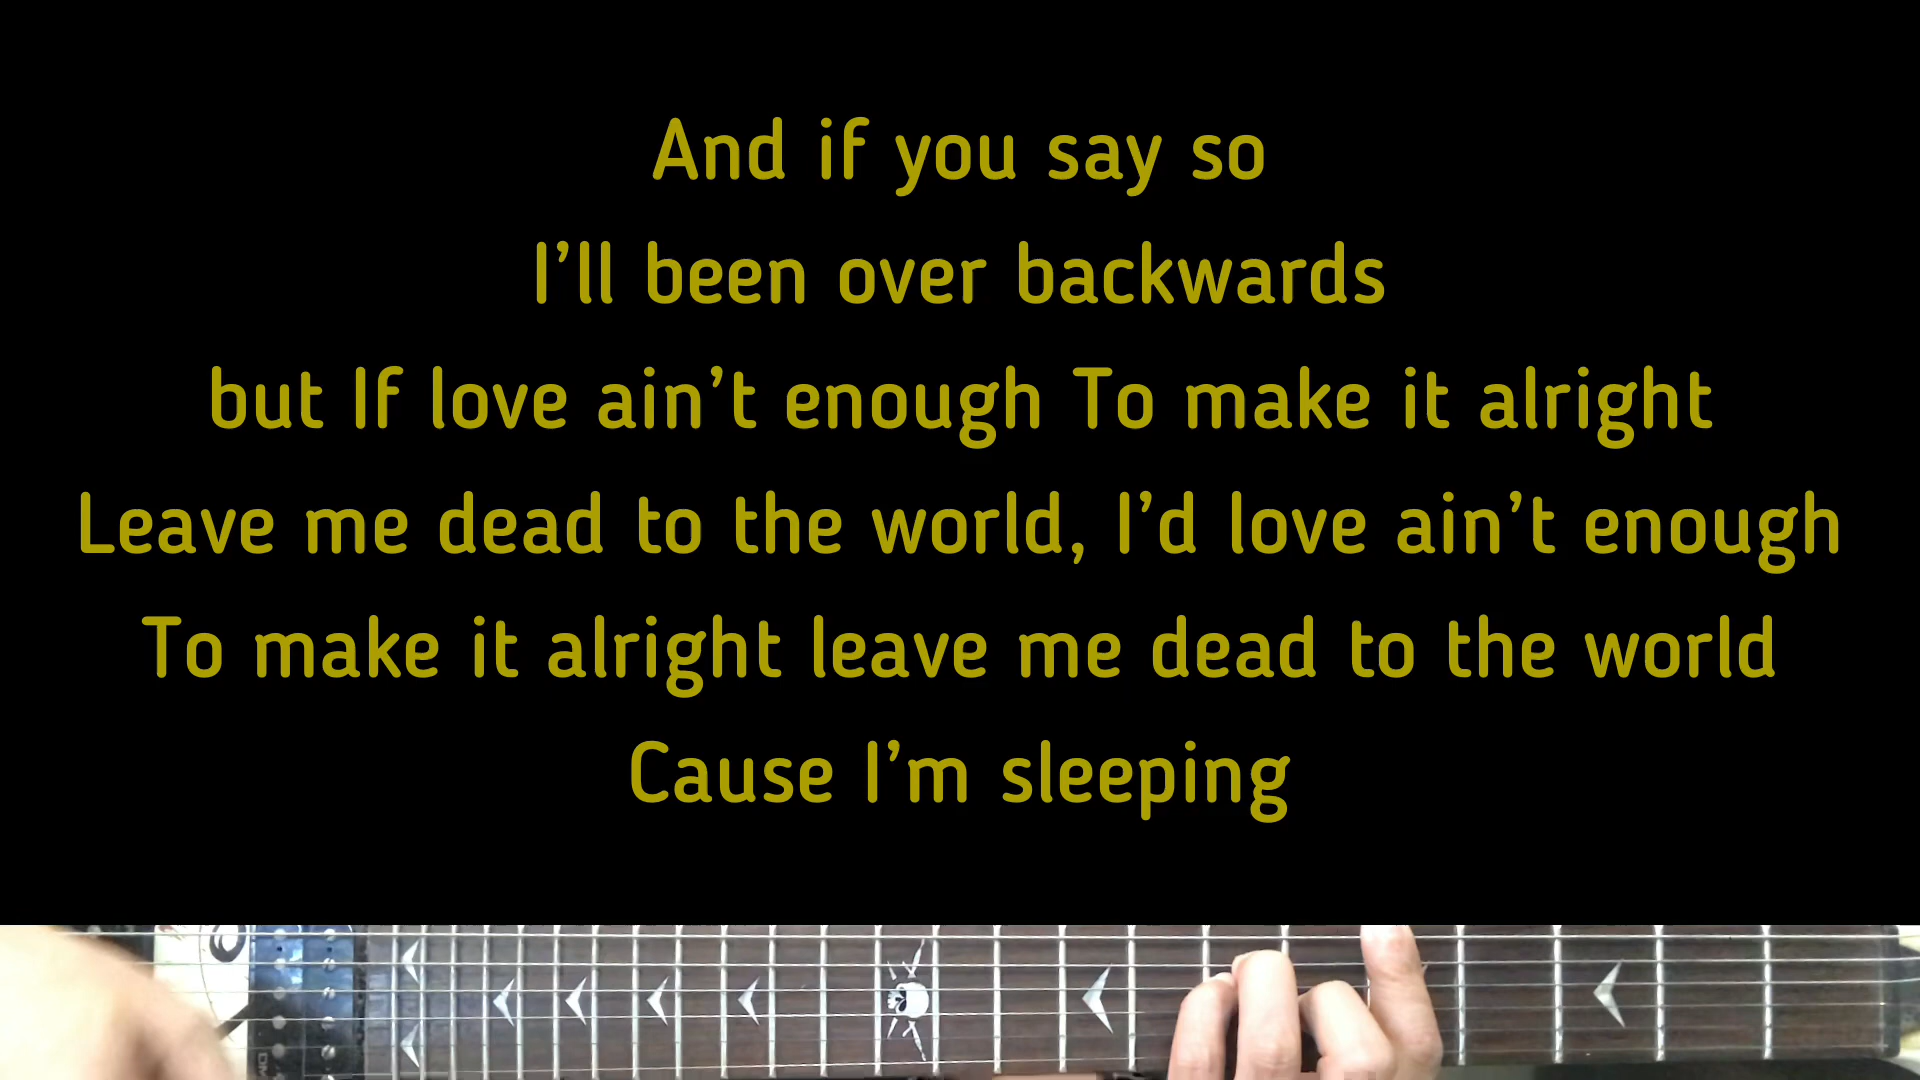 And if you say so
I’ll been over backwards
but If love ain’t enough To make it alright
Leave me dead to the world, I’d love ain’t enough
To make it alright leave me dead to the world
Cause I’m sleeping